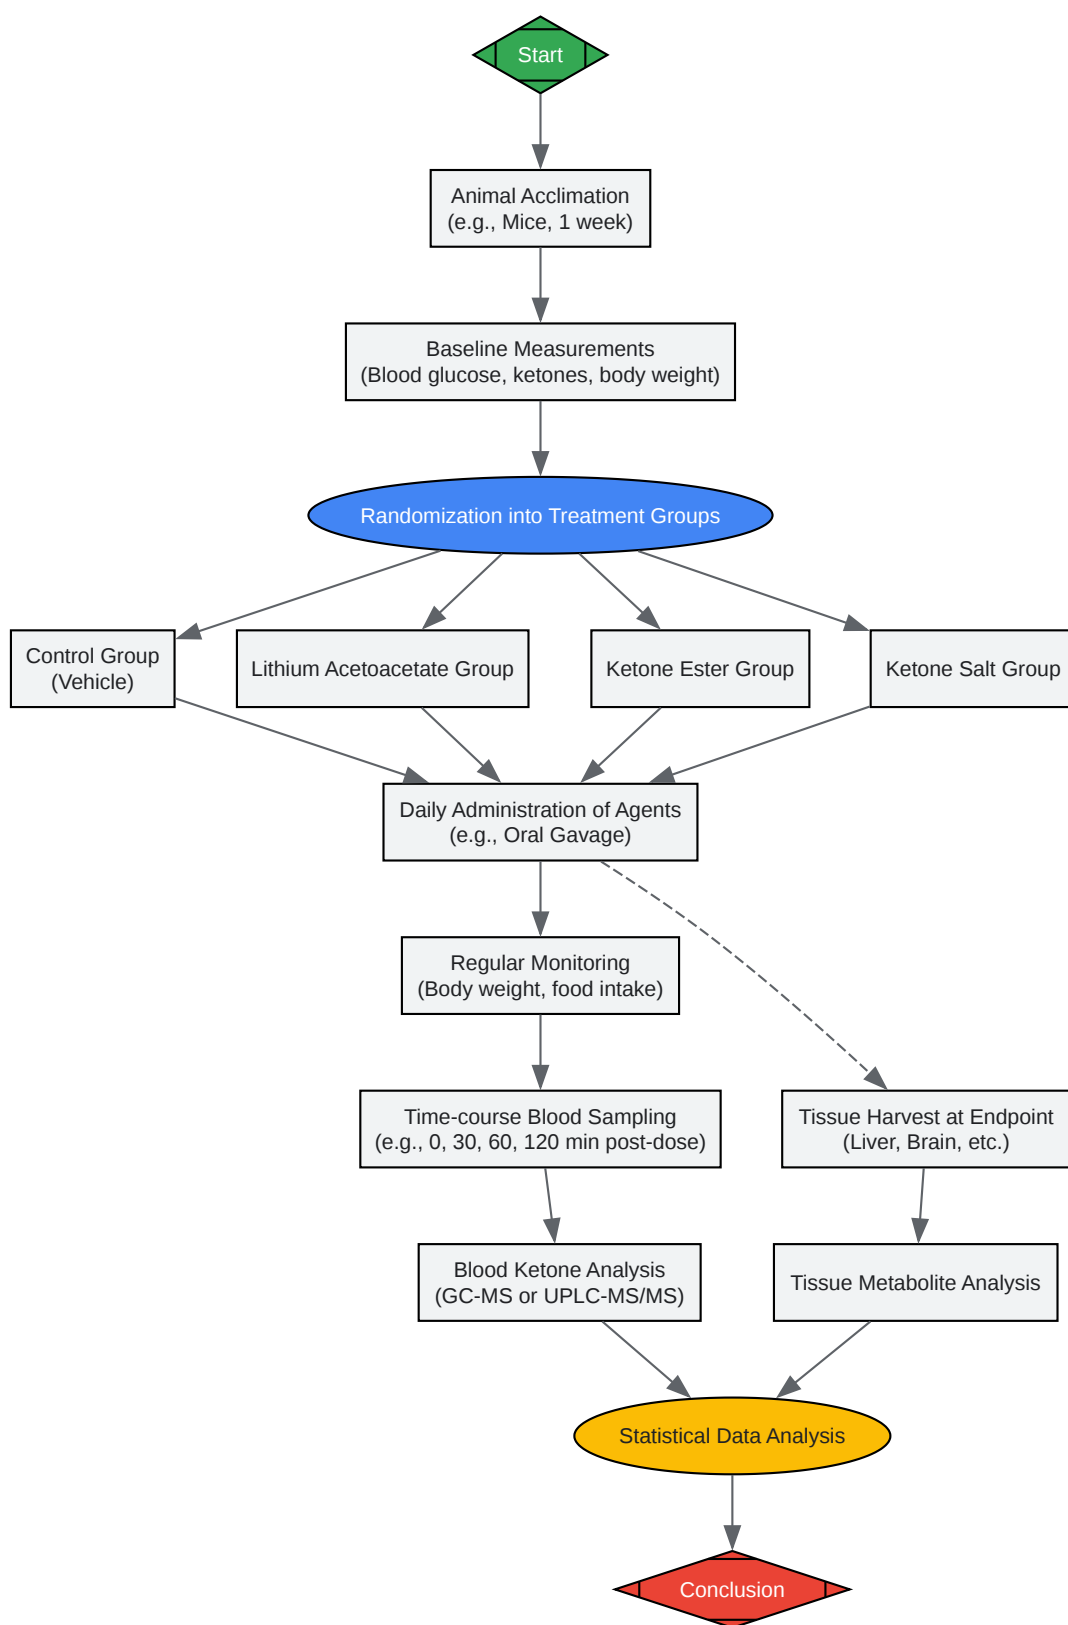 Start
Animal Acclimation
(e.g., Mice, 1 week)
Baseline Measurements
(Blood glucose, ketones, body weight)
Randomization into Treatment Groups
Control Group
(Vehicle)
Lithium Acetoacetate Group
Ketone Ester Group
Ketone Salt Group
Daily Administration of Agents
(e.g., Oral Gavage)
Regular Monitoring
(Body weight, food intake)
Time-course Blood Sampling
(e.g., 0, 30, 60, 120 min post-dose)
Tissue Harvest at Endpoint
(Liver, Brain, etc.)
Blood Ketone Analysis
(GC-MS or UPLC-MS/MS)
Tissue Metabolite Analysis
Statistical Data Analysis
Conclusion